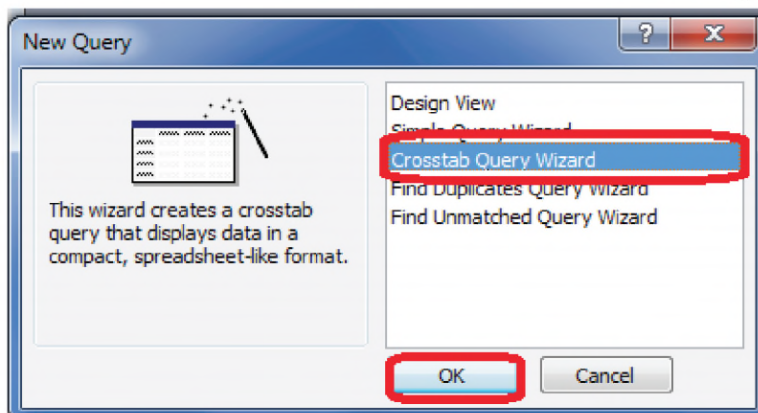 New Query
?
X
Design View
Simple Query Wizard
Crosstab Query Wizard
Find Duplicates Query Wizard
Find Unmatched Query Wizard
This wizard creates a crosstab
query that displays data in a
compact, spreadsheet-like format.
OK
Cancel